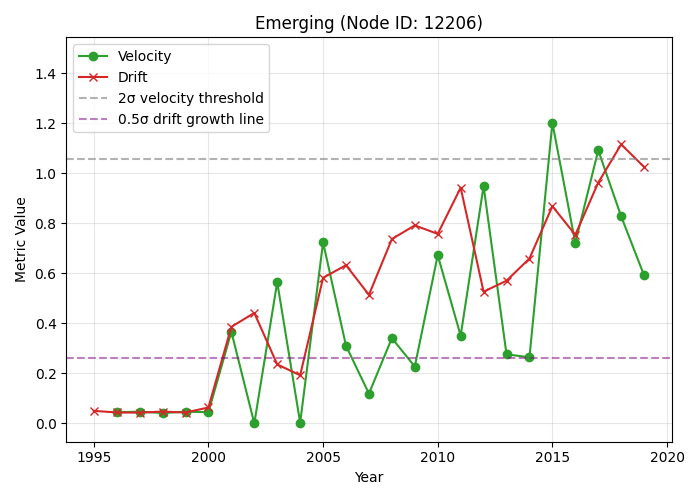 Emerging (Node ID: 12206)
Velocity
Drift
2σ velocity threshold
0.5σ drift growth line
Metric Value
1.4
1.2
1.0
0.8
0.6
0.4
0.2
0.0
1995
2000
2005
2010
2015
2020
Year